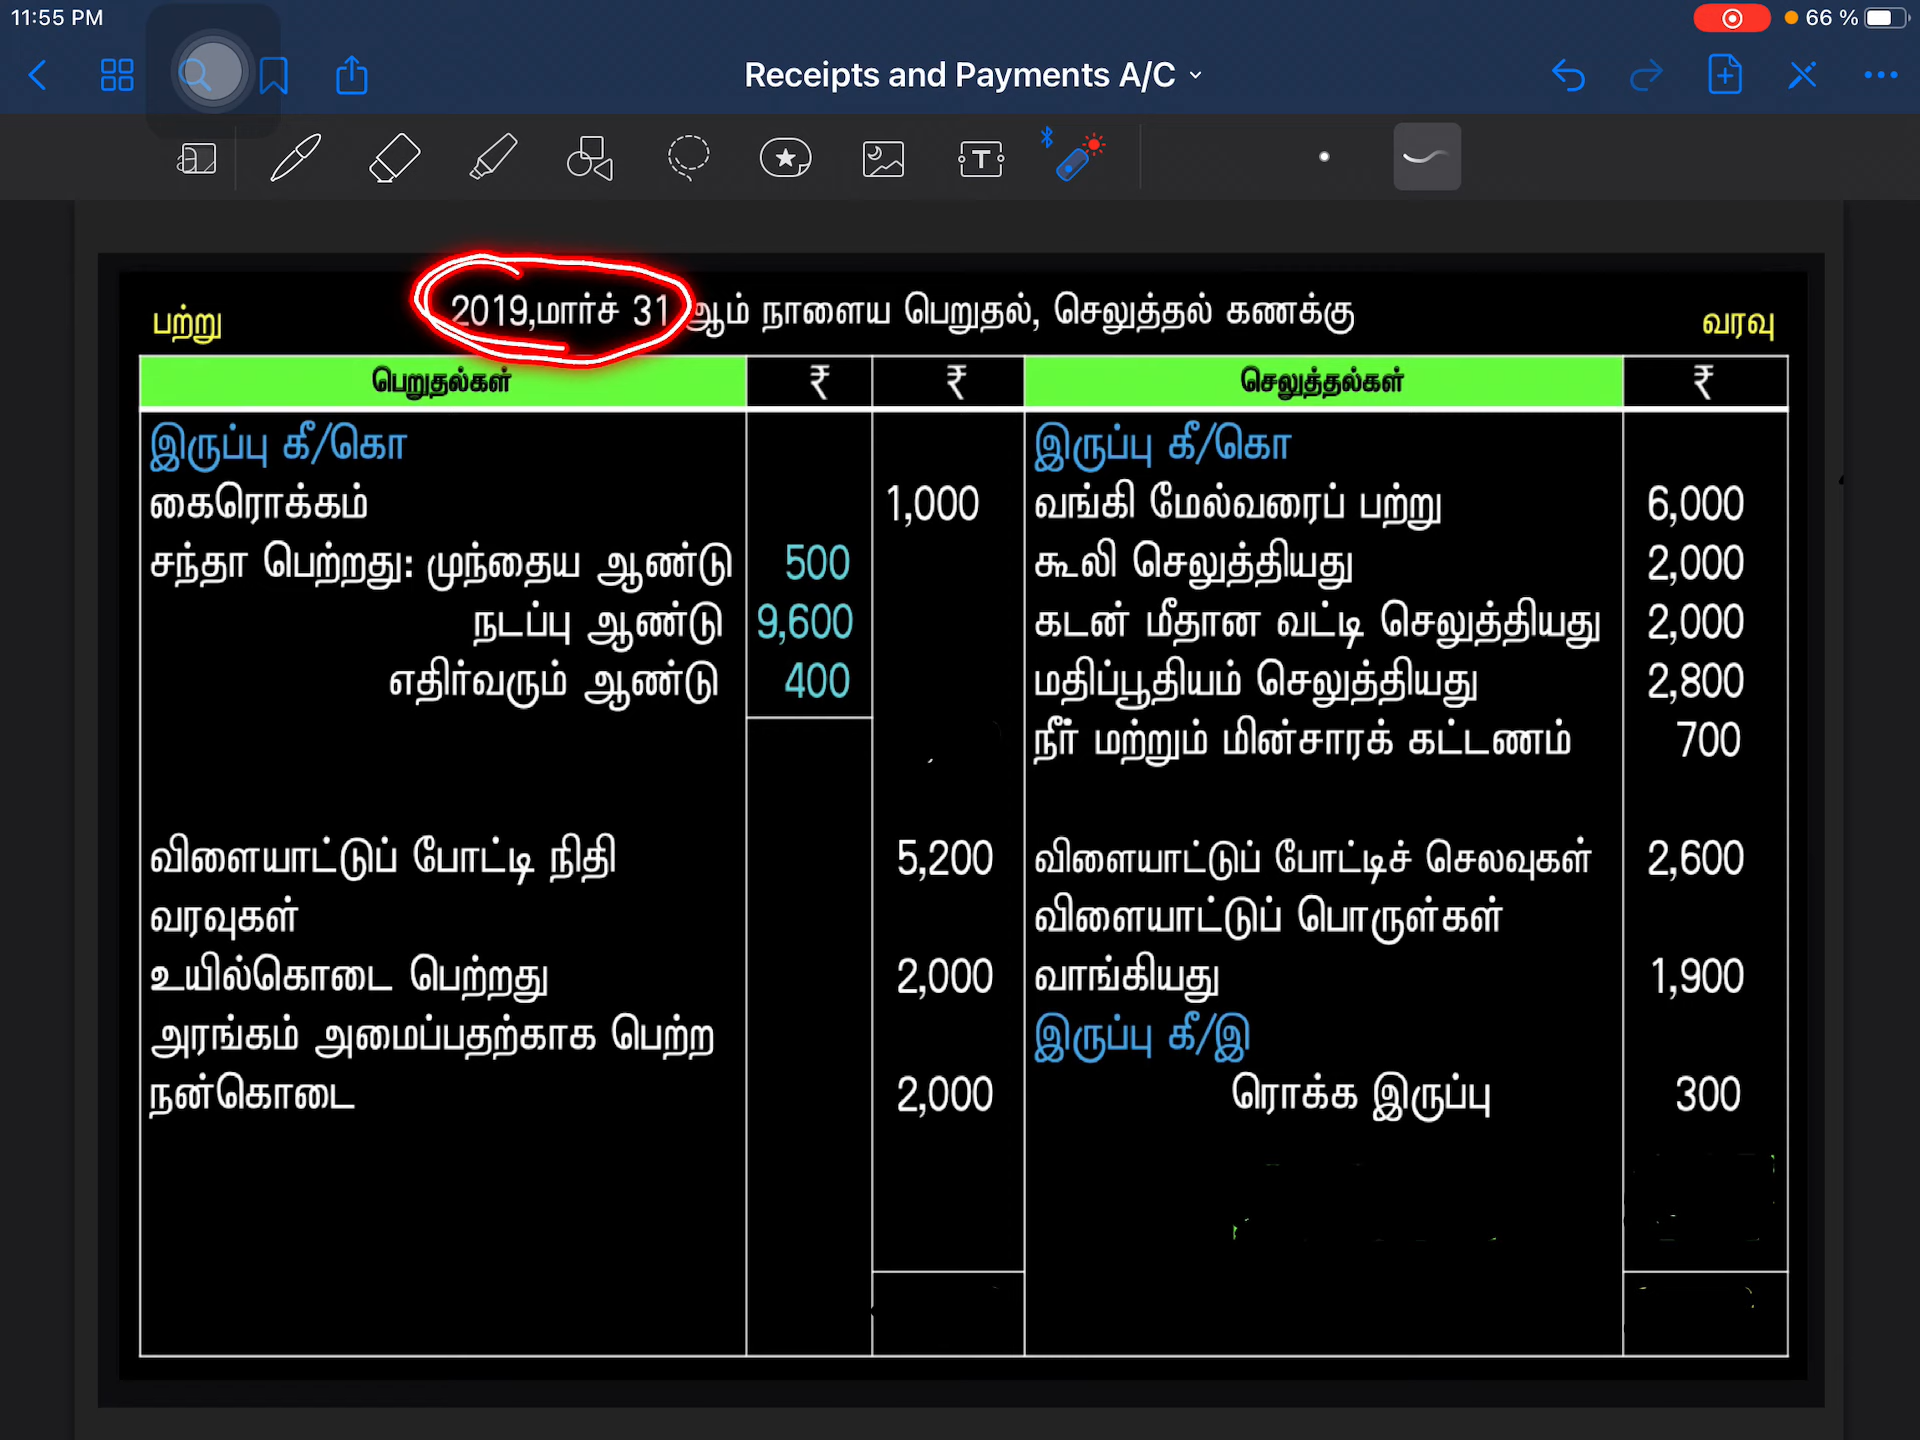 11:55 PM
66 %
Receipts and Payments A/C
பற்று
2019,மார்ச் 31 ஆம் நாளைய பெறுதல், செலுத்தல் கணக்கு
வரவு
பெறுதல்கள் ₹ ₹ செலுத்தல்கள் ₹
இருப்பு கீ/கொ இருப்பு கீ/கொ
கைரொக்கம் 1,000 வங்கி மேல்வரைப் பற்று 6,000
சந்தா பெற்றது: முந்தைய ஆண்டு 500 கூலி செலுத்தியது 2,000
நடப்பு ஆண்டு 9,600 கடன் மீதான வட்டி செலுத்தியது 2,000
எதிர்வரும் ஆண்டு 400 மதிப்பூதியம் செலுத்தியது 2,800
நீர் மற்றும் மின்சாரக் கட்டணம் 700
விளையாட்டுப் போட்டி நிதி 5,200 விளையாட்டுப் போட்டிச் செலவுகள் 2,600
வரவுகள் விளையாட்டுப் பொருள்கள்
உயில்கொடை பெற்றது 2,000 வாங்கியது 1,900
அரங்கம் அமைப்பதற்காக பெற்ற இருப்பு கீ/இ
நன்கொடை 2,000 ரொக்க இருப்பு 300